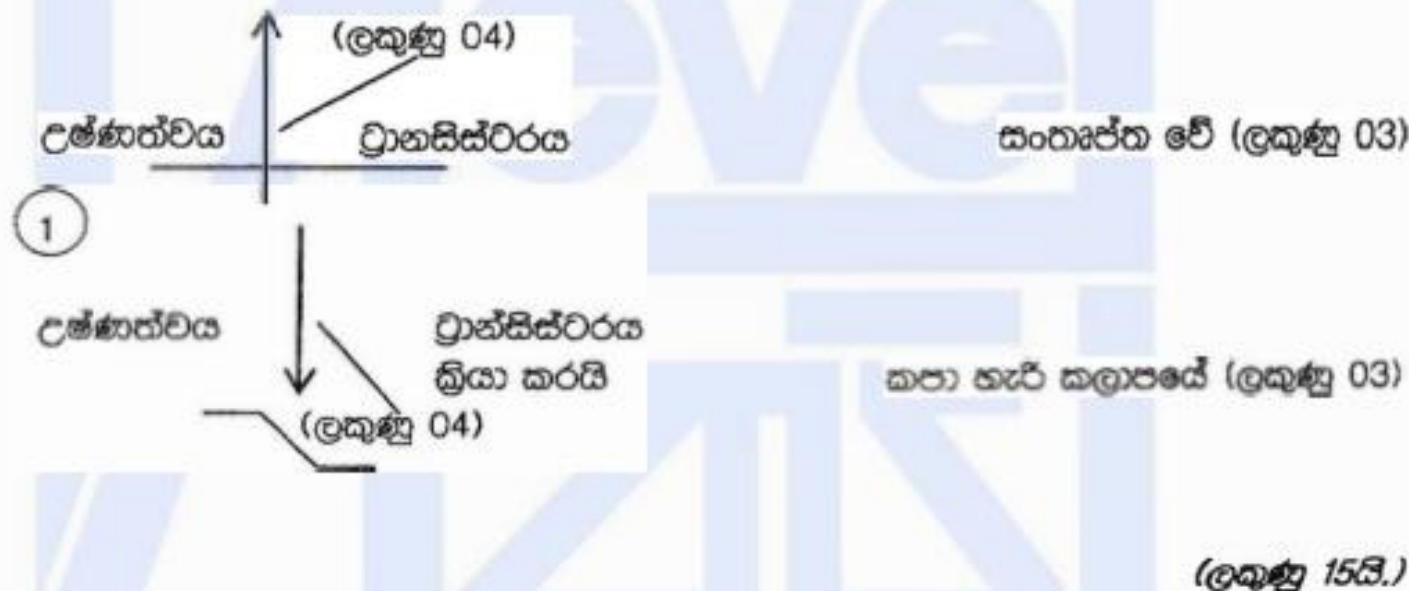 (ලකුණු 04)
උෂ්ණත්වය ට්‍රානසිස්ටරය සංතෘප්ත වේ (ලකුණු 03)
1
උෂ්ණත්වය ට්‍රාන්සිස්ටරය
ක්‍රියා කරයි කපා හැරි කලාපයේ (ලකුණු 03)
(ලකුණු 04)
(ලකුණු 15යි.)